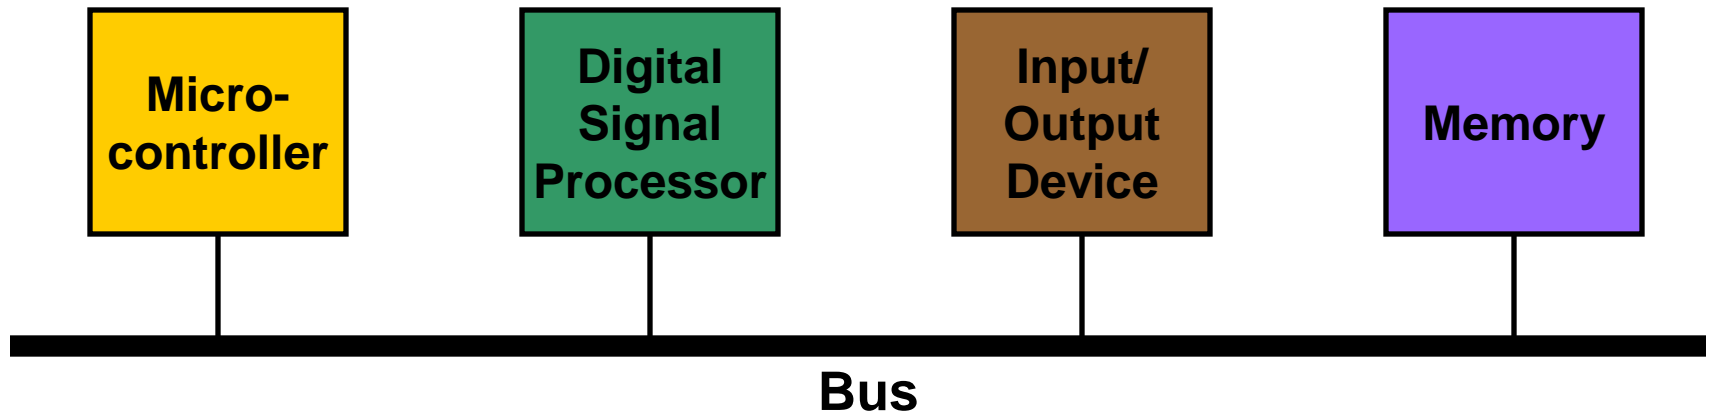 Micro-
controller
Digital
Signal
Processor
Input/
Output
Device
Memory
Bus